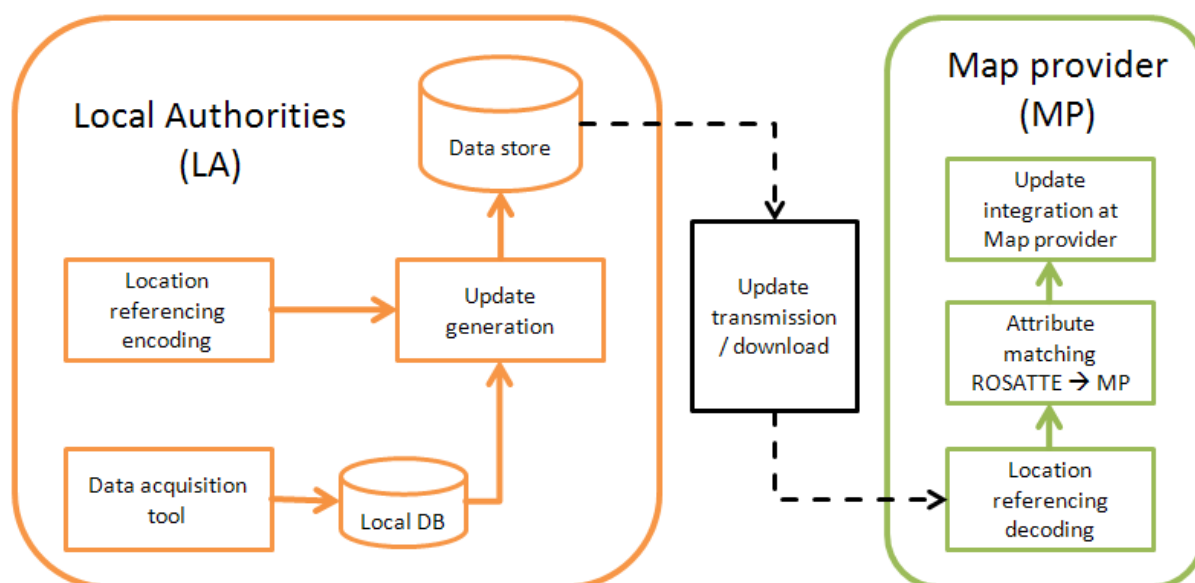 Local Authorities
(LA)
Data store
Location
referencing
encoding
Update
generation
Data acquisition
tool
Local DB
Update
transmission
/ download
Map provider
(MP)
Update
integration at
Map provider
Attribute
matching
ROSATTE → MP
Location
referencing
decoding